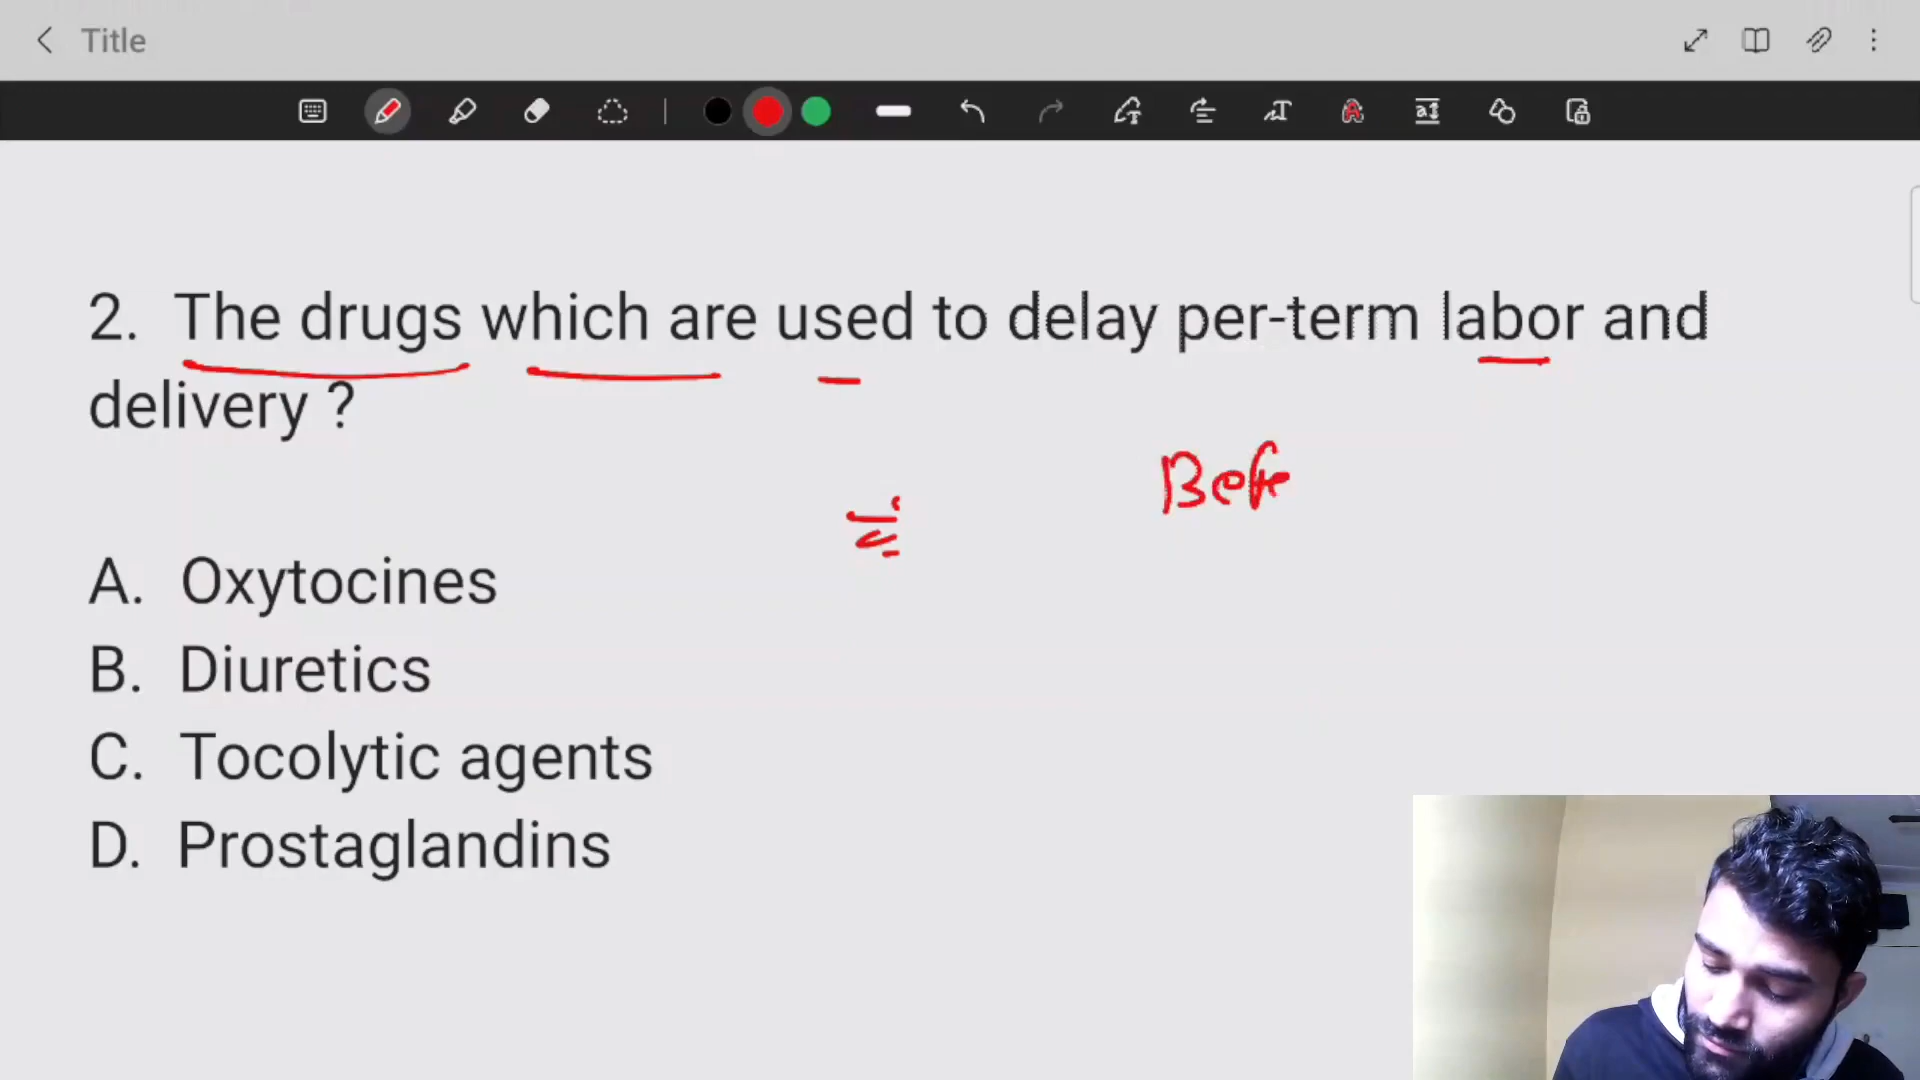 Title
2. The drugs which are used to delay per-term labor and
delivery ?
A. Oxytocines
B. Diuretics
C. Tocolytic agents
D. Prostaglandins